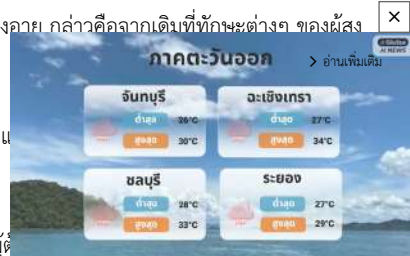 งอาย กล่าวคือจากเดิมที่ทักษะต่างๆ ของผู้สูง
×
ภาคตะวันออก
อ่านเพิ่มเติม
AI NEWS
จันทบุรี
ต่ำสุด 26°C
สูงสุด 30°C
ฉะเชิงเทรา
ต่ำสุด 27°C
สูงสุด 34°C
ชลบุรี
ต่ำสุด 28°C
สูงสุด 33°C
ระยอง
ต่ำสุด 27°C
สูงสุด 29°C